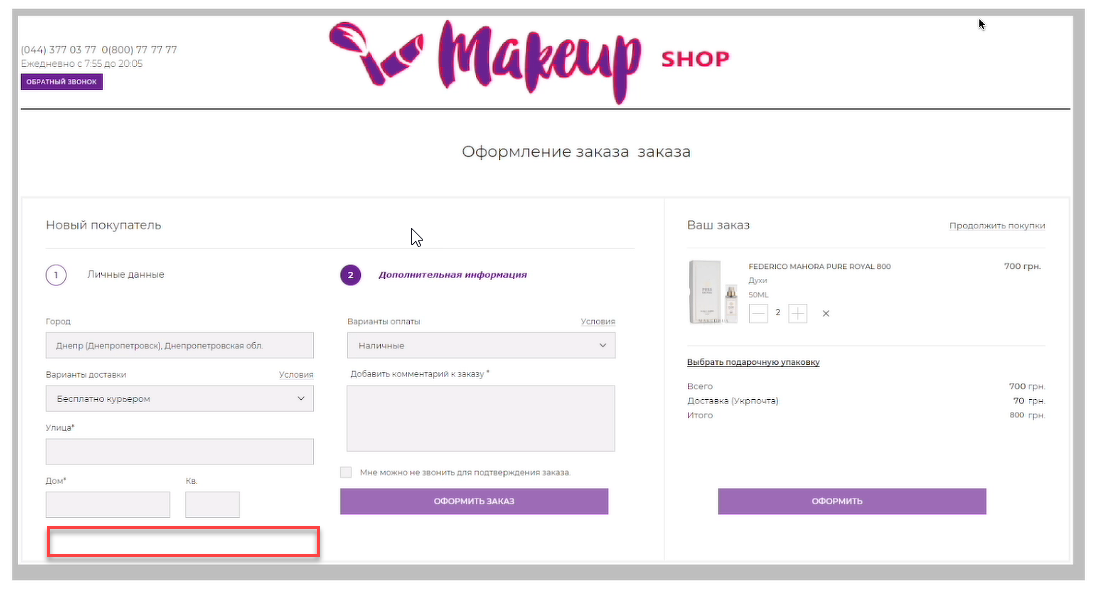 (044) 377 03 77 0(800) 77 77 77
Ежедневно с 7:55 до 20:05
ОБРАТНЫЙ ЗВОНОК
Makeup SHOP
Оформление заказа заказа
Новый покупатель
1 Личные данные
2 Дополнительная информация
Город
Днепр (Днепропетровск), Днепропетровская обл.
Варианты доставки Условия
Бесплатно курьером
Улица*
Дом* Кв.
Варианты оплаты Условия
Наличные
Добавить комментарий к заказу *
Мне можно не звонить для подтверждения заказа.
ОФОРМИТЬ ЗАКАЗ
Ваш заказ Продолжить покупки
FEDERICO MAHORA PURE ROYAL 800 700 грн.
Духи
50ML
2
Выбрать подарочную упаковку
Всего 700 грн.
Доставка (Укрпочта) 70 грн.
Итого 800 грн.
ОФОРМИТЬ